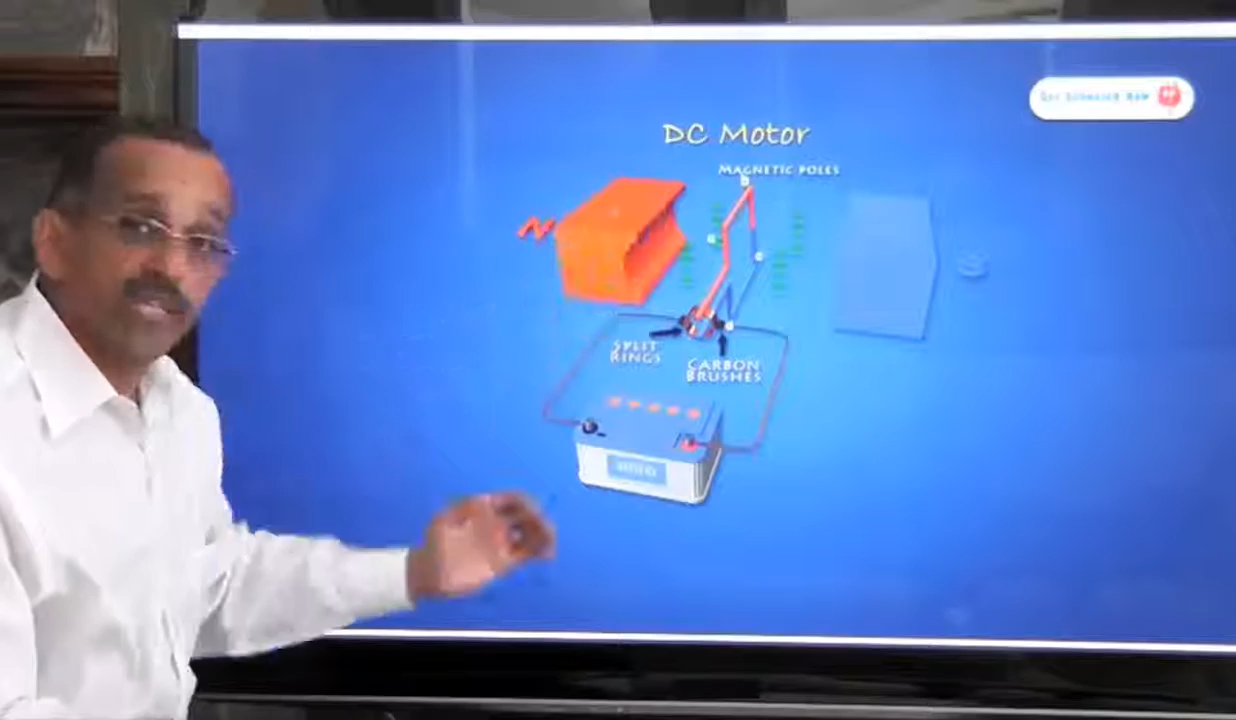 DC Motor
MAGNETIC POLES
b
N
SPLIT
RINGS
CARBON
BRUSHES